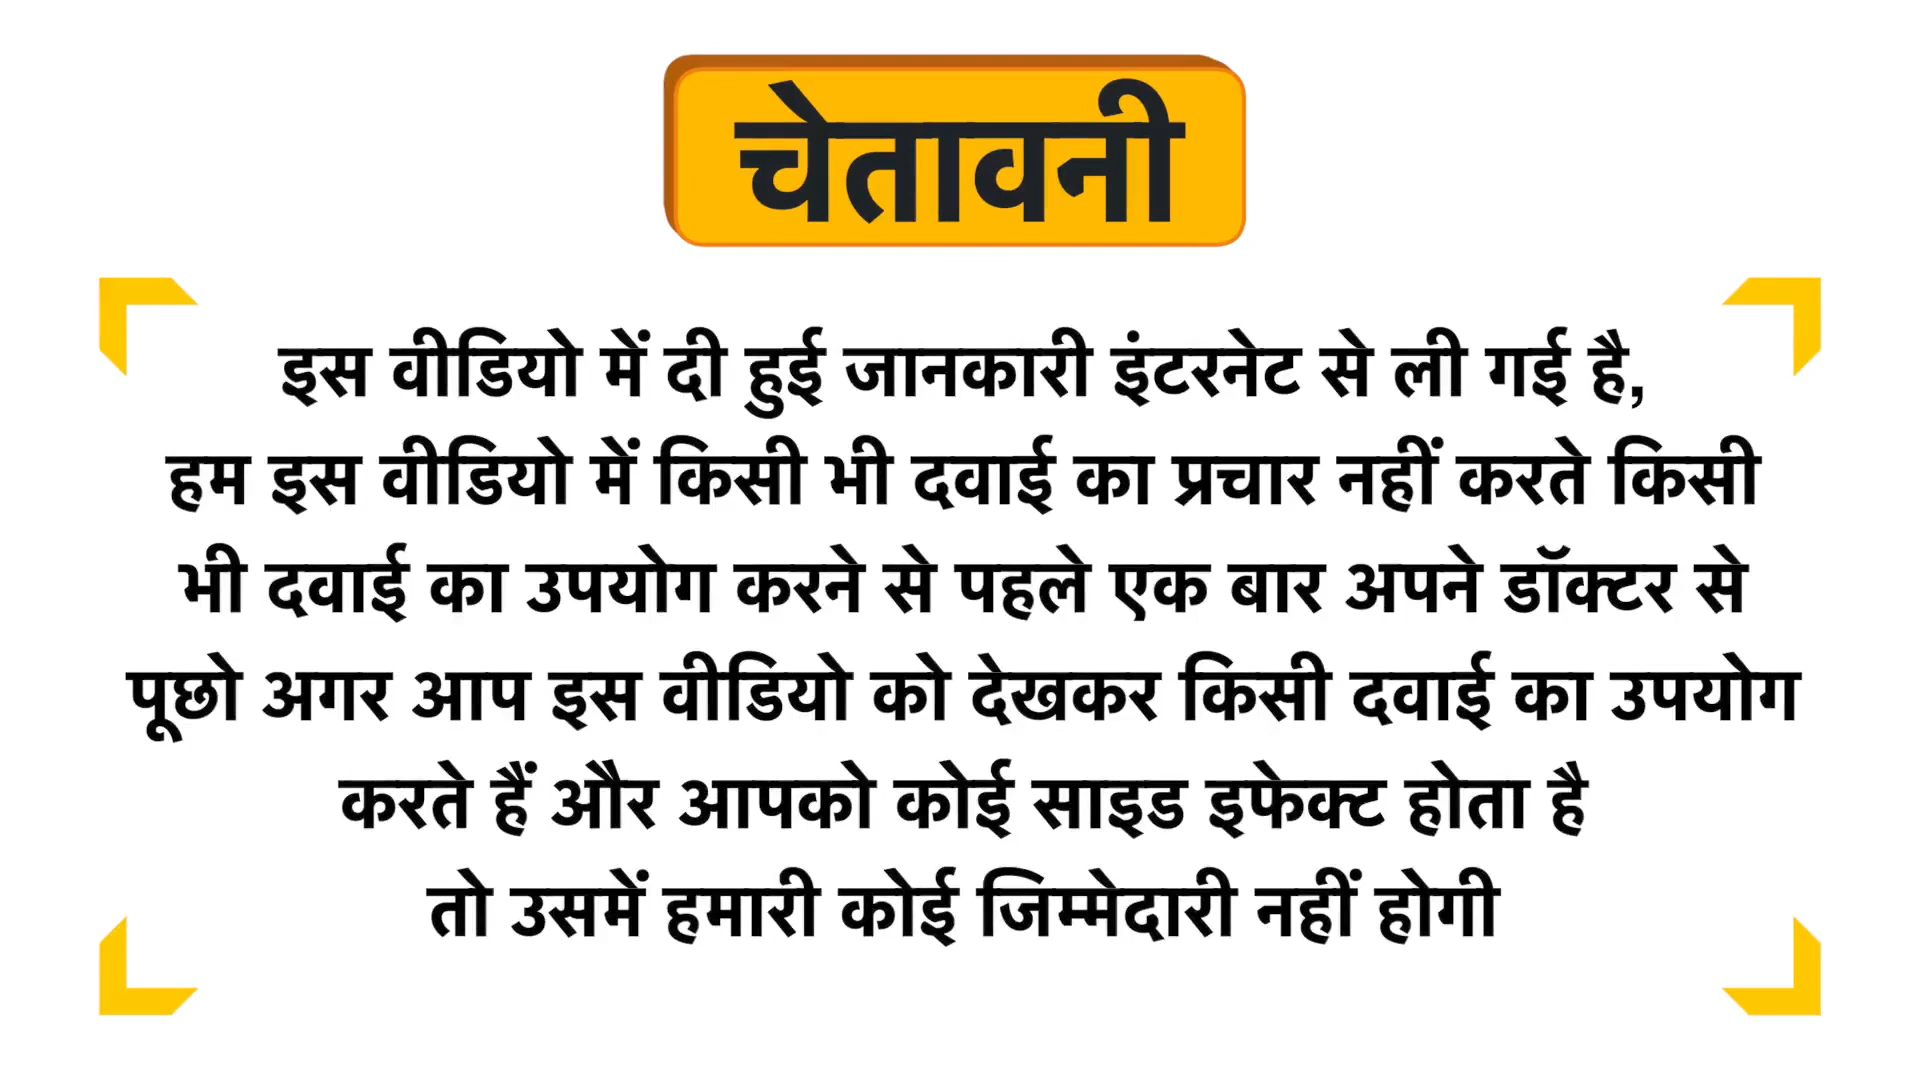 चेतावनी
इस वीडियो में दी हुई जानकारी इंटरनेट से ली गई है,
हम इस वीडियो में किसी भी दवाई का प्रचार नहीं करते किसी
भी दवाई का उपयोग करने से पहले एक बार अपने डॉक्टर से
पूछो अगर आप इस वीडियो को देखकर किसी दवाई का उपयोग
करते हैं और आपको कोई साइड इफेक्ट होता है
तो उसमें हमारी कोई जिम्मेदारी नहीं होगी